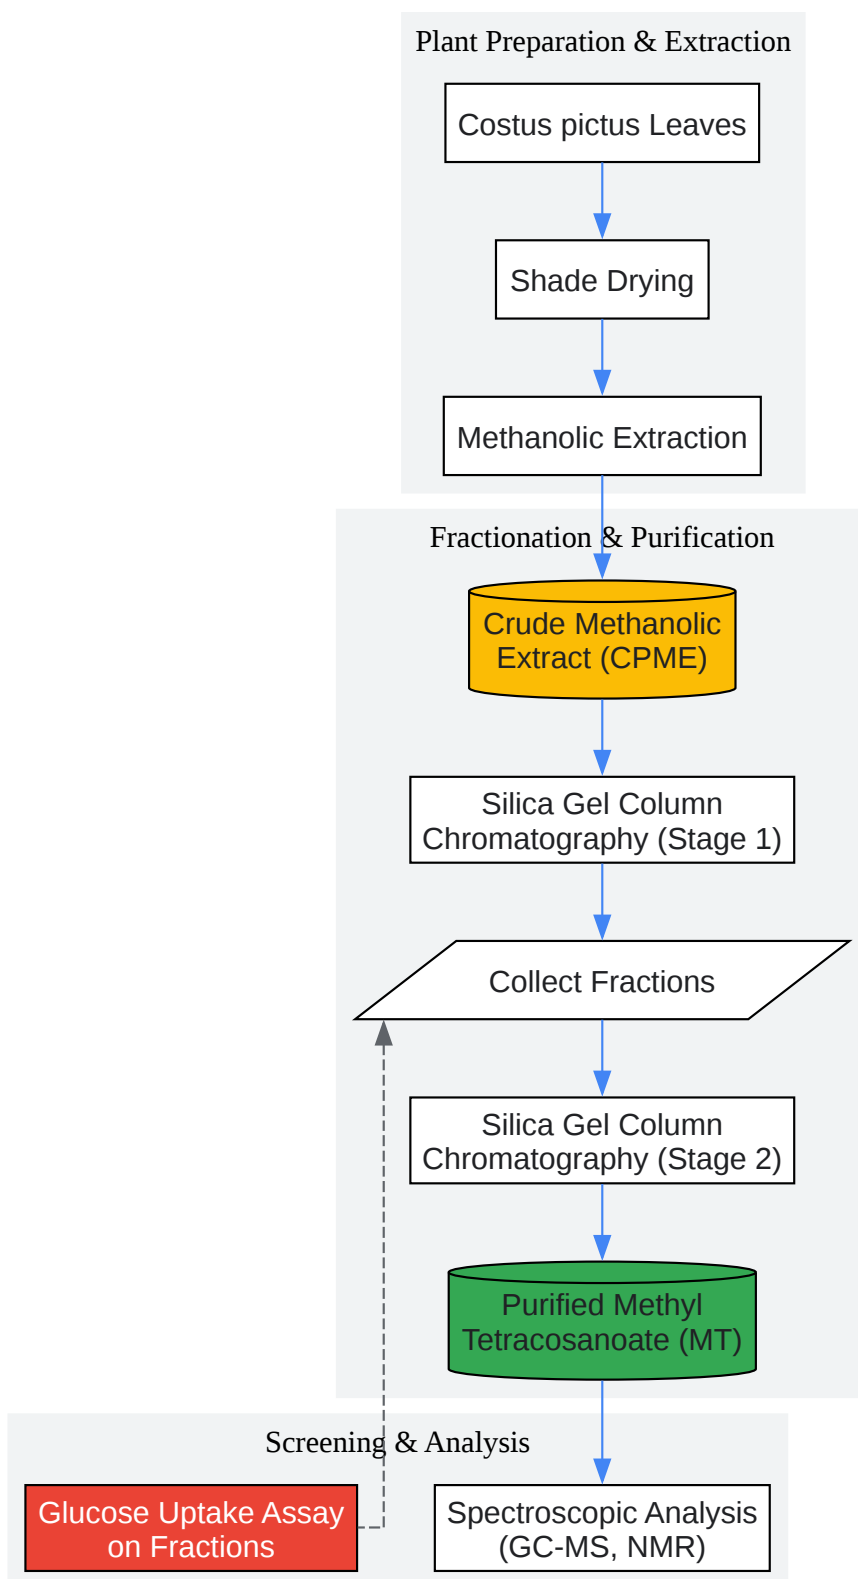 Plant Preparation & Extraction
Costus pictus Leaves
Shade Drying
Methanolic Extraction
Fractionation & Purification
Crude Methanolic
Extract (CPME)
Silica Gel Column
Chromatography (Stage 1)
Collect Fractions
Silica Gel Column
Chromatography (Stage 2)
Purified Methyl
Tetracosanoate (MT)
Screening & Analysis
Glucose Uptake Assay
on Fractions
Spectroscopic Analysis
(GC-MS, NMR)